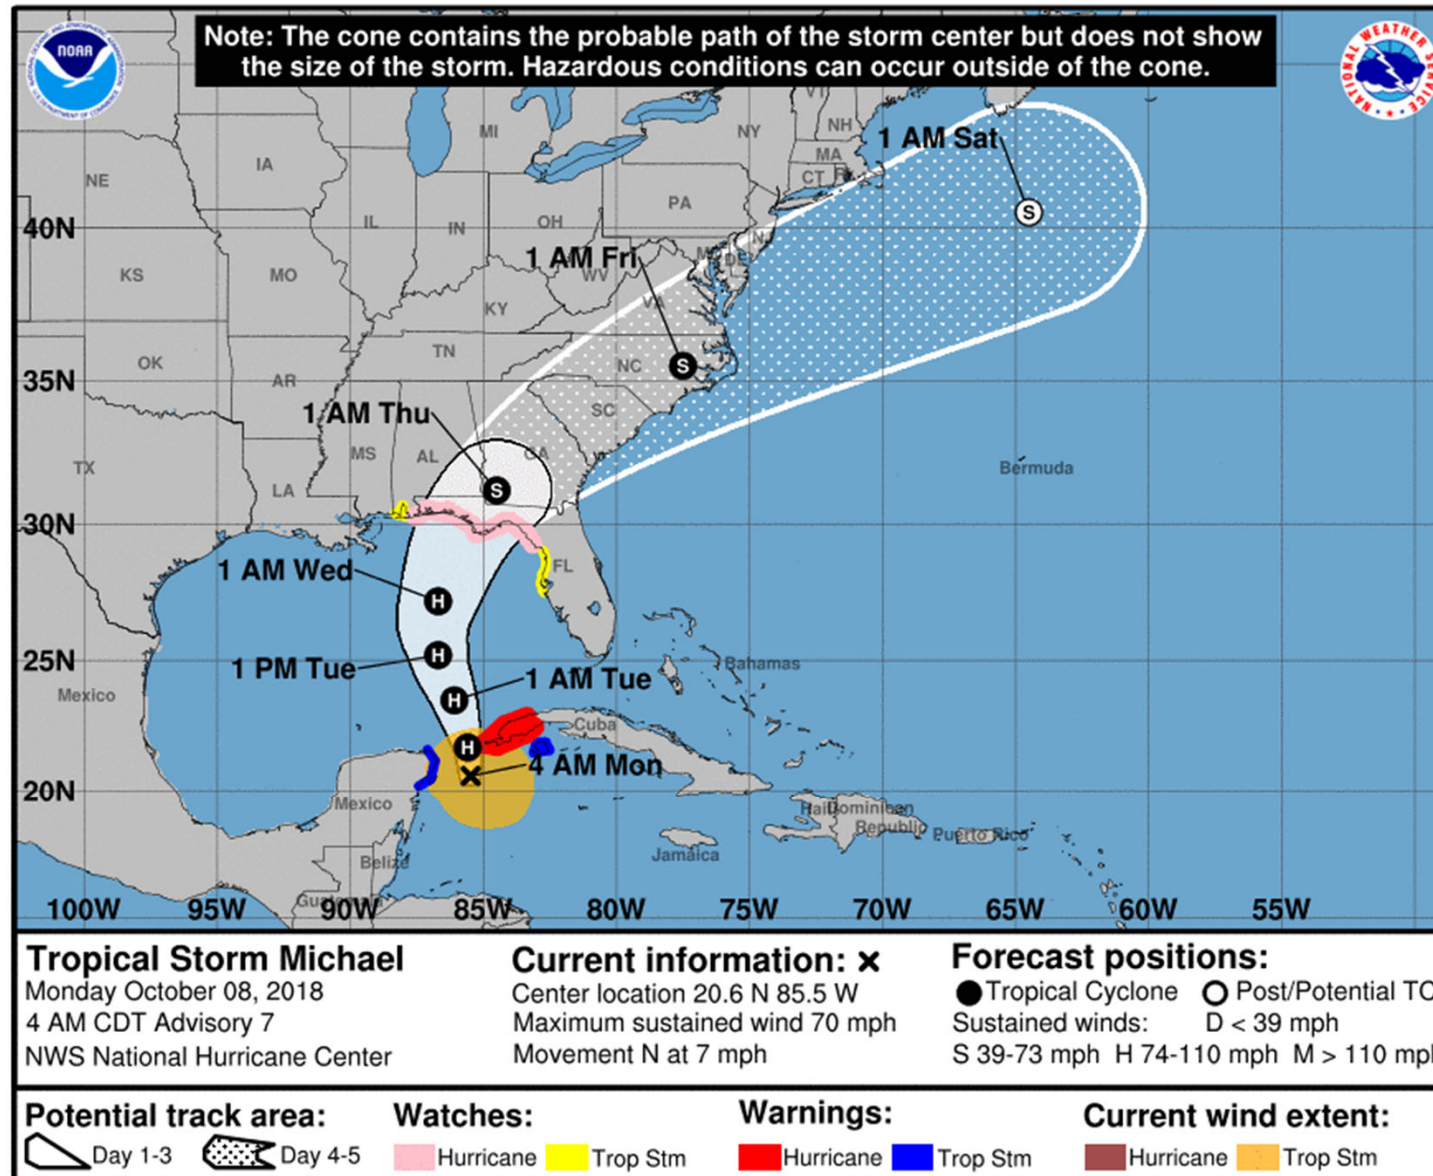 Note: The cone contains the probable path of the storm center but does not show
the size of the storm. Hazardous conditions can occur outside of the cone.
NOAA
NATIONAL WEATHER SERVICE
VT
MI
NY
NH
1 AM Sat
MA
CT
IA
NE
PA
40N
IL
IN
OH
1 AM Fri
WV
DE
KS
MO
KY
VA
TN
NC
OK
AR
35N
1 AM Thu
SC
MS
AL
GA
TX
LA
Bermuda
30N
1 AM Wed
FL
25N
1 PM Tue
1 AM Tue
Bahamas
Mexico
Cuba
4 AM Mon
20N
Mexico
Dominican
Republic
Puerto Rico
Jamaica
Belize
Guatemala
100W 95W 90W 85W 80W 75W 70W 65W 60W 55W
Tropical Storm Michael
Monday October 08, 2018
4 AM CDT Advisory 7
NWS National Hurricane Center
Current information: ×
Center location 20.6 N 85.5 W
Maximum sustained wind 70 mph
Movement N at 7 mph
Forecast positions:
Tropical Cyclone Post/Potential TC
Sustained winds: D < 39 mph
S 39-73 mph H 74-110 mph M > 110 mph
Potential track area:
Day 1-3 Day 4-5
Watches:
Hurricane Trop Stm
Warnings:
Hurricane Trop Stm
Current wind extent:
Hurricane Trop Stm